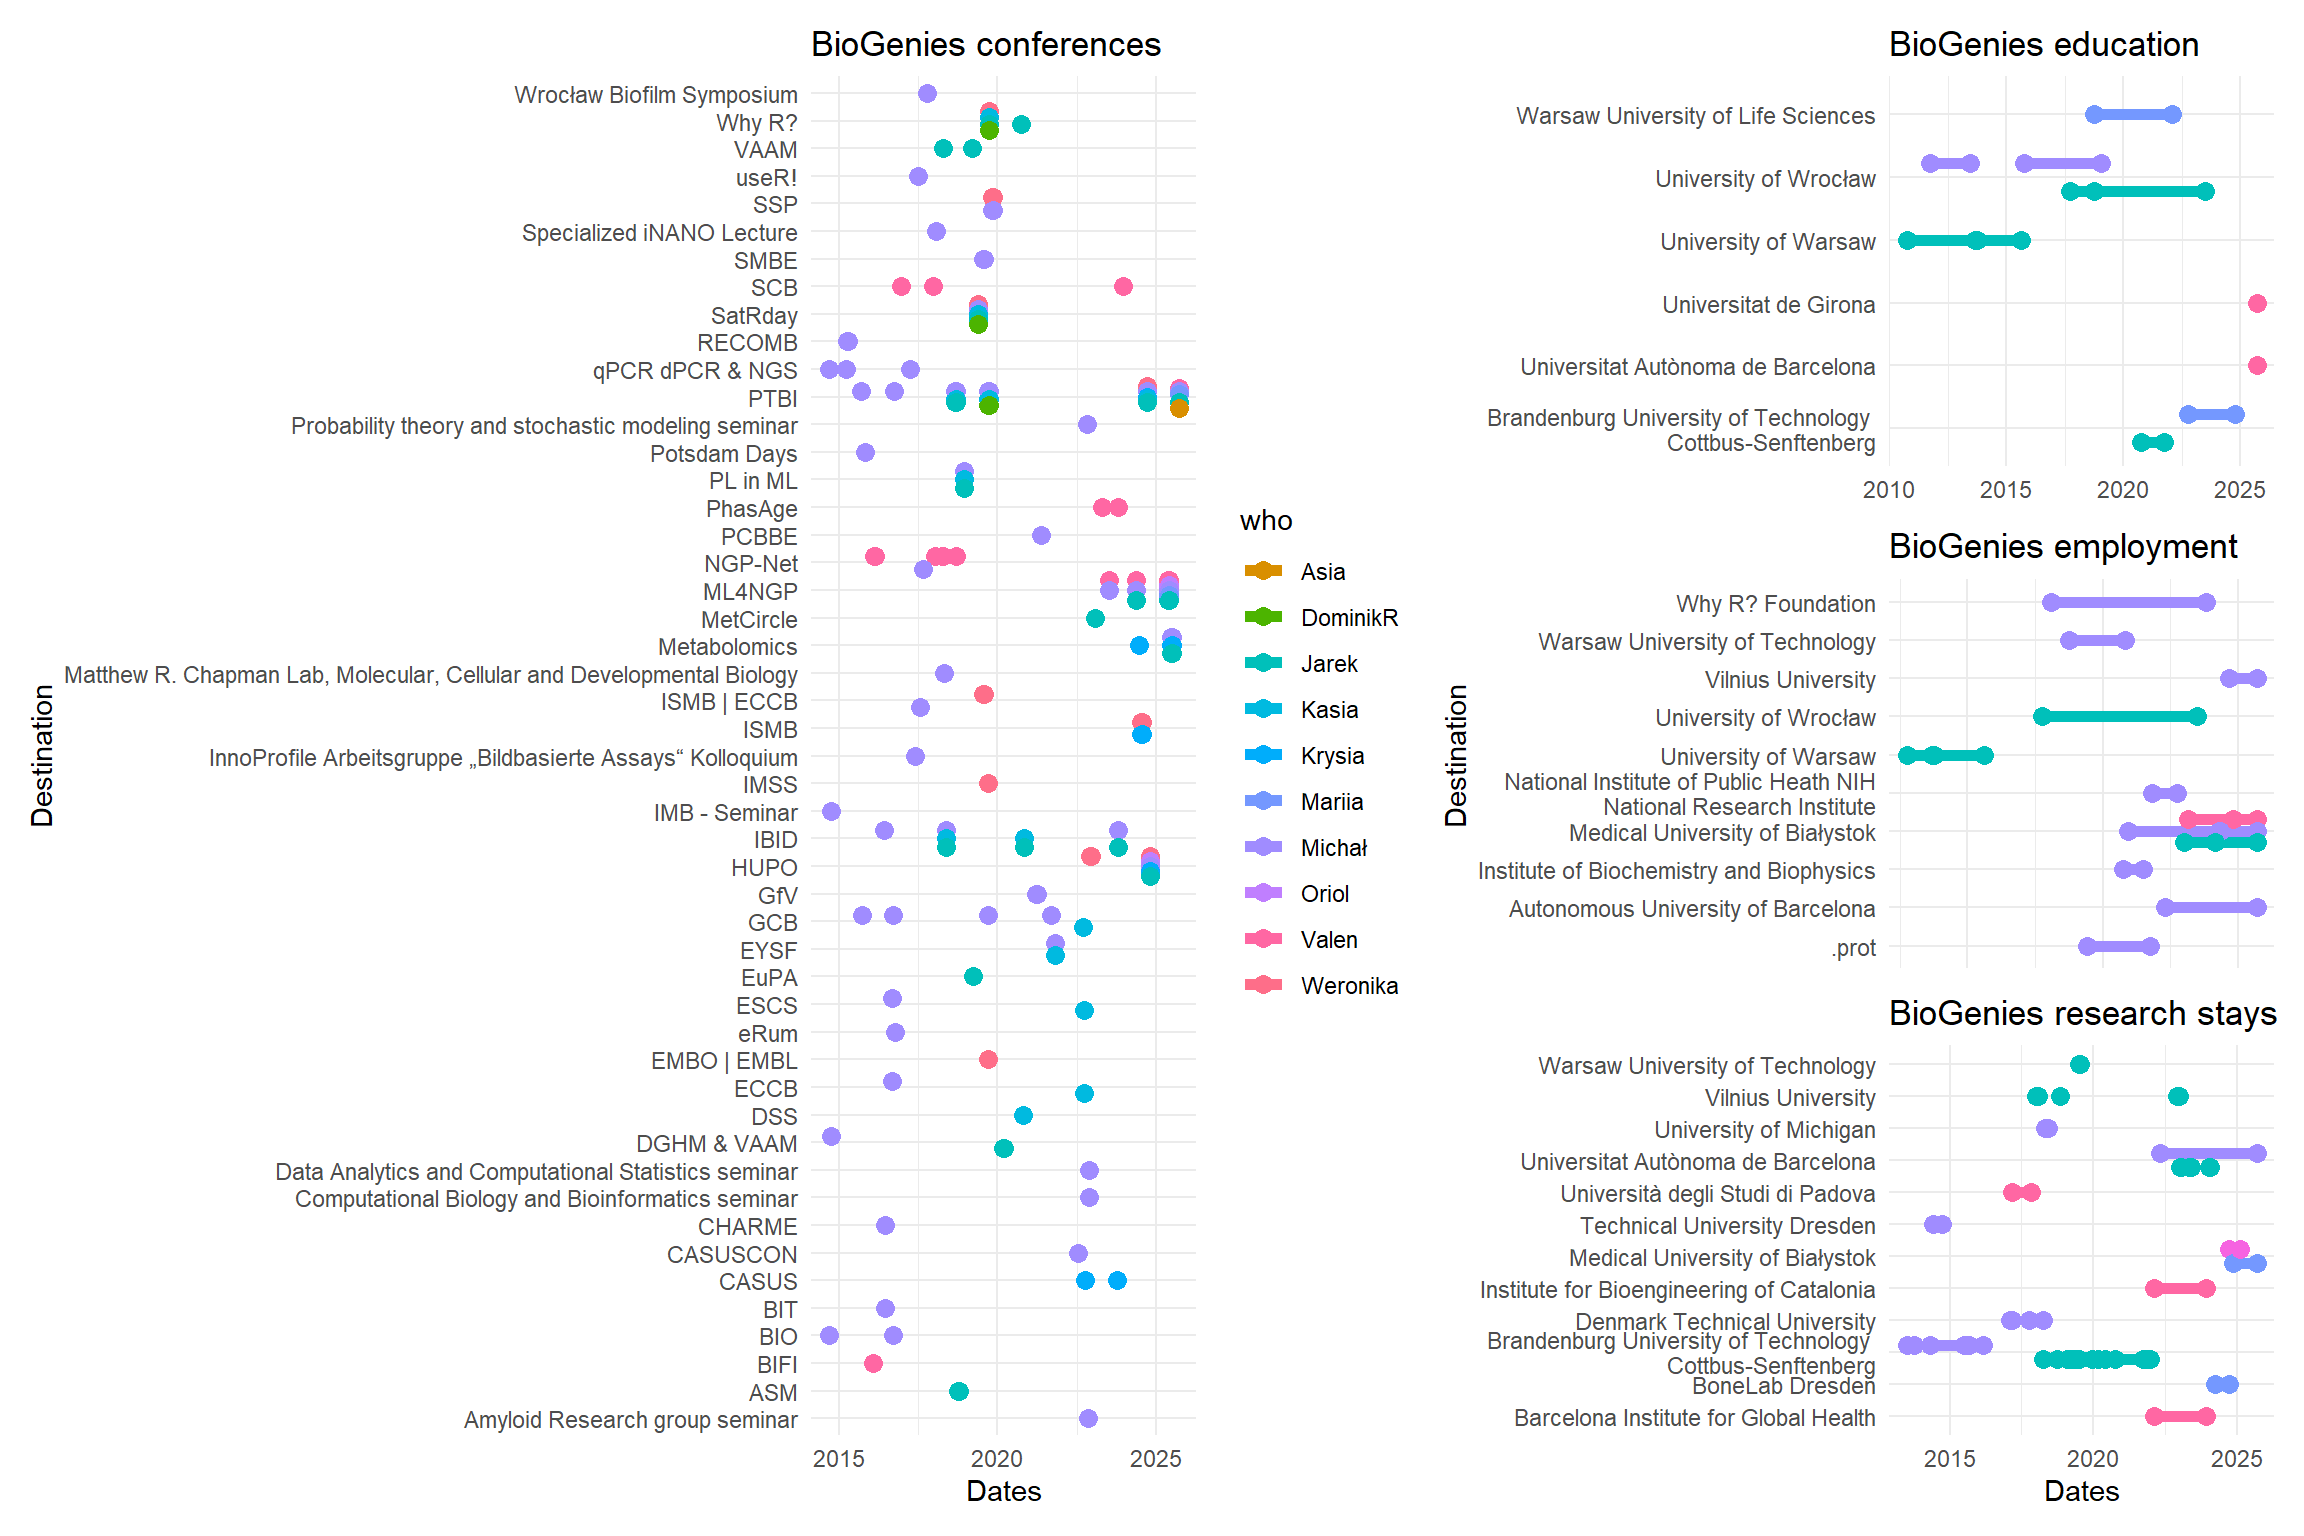 BioGenies conferences
Wrocław Biofilm Symposium
Why R?
VAAM
useR!
SSP
Specialized iNANO Lecture
SMBE
SCB
SatRday
RECOMB
qPCR dPCR & NGS
PTBI
Probability theory and stochastic modeling seminar
Potsdam Days
PL in ML
PhasAge
PCBBE
NGP-Net
ML4NGP
MetCircle
Metabolomics
Matthew R. Chapman Lab, Molecular, Cellular and Developmental Biology
ISMB | ECCB
ISMB
InnoProfile Arbeitsgruppe „Bildbasierte Assays“ Kolloquium
IMSS
IMB - Seminar
IBID
HUPO
GfV
GCB
EYSF
EuPA
ESCS
eRum
EMBO | EMBL
ECCB
DSS
DGHM & VAAM
Data Analytics and Computational Statistics seminar
Computational Biology and Bioinformatics seminar
CHARME
CASUSCON
CASUS
BIT
BIO
BIFI
ASM
Amyloid Research group seminar
2015 2020 2025
Dates
Destination
who
Asia
DominikR
Jarek
Kasia
Krysia
Mariia
Michał
Oriol
Valen
Weronika
BioGenies education
Warsaw University of Life Sciences
University of Wrocław
University of Warsaw
Universitat de Girona
Universitat Autònoma de Barcelona
Brandenburg University of Technology
Cottbus-Senftenberg
2010 2015 2020 2025
Destination
BioGenies employment
Why R? Foundation
Warsaw University of Technology
Vilnius University
University of Wrocław
University of Warsaw
National Institute of Public Heath NIH
National Research Institute
Medical University of Białystok
Institute of Biochemistry and Biophysics
Autonomous University of Barcelona
.prot
BioGenies research stays
Warsaw University of Technology
Vilnius University
University of Michigan
Universitat Autònoma de Barcelona
Università degli Studi di Padova
Technical University Dresden
Medical University of Białystok
Institute for Bioengineering of Catalonia
Denmark Technical University
Brandenburg University of Technology
Cottbus-Senftenberg
BoneLab Dresden
Barcelona Institute for Global Health
2015 2020 2025
Dates